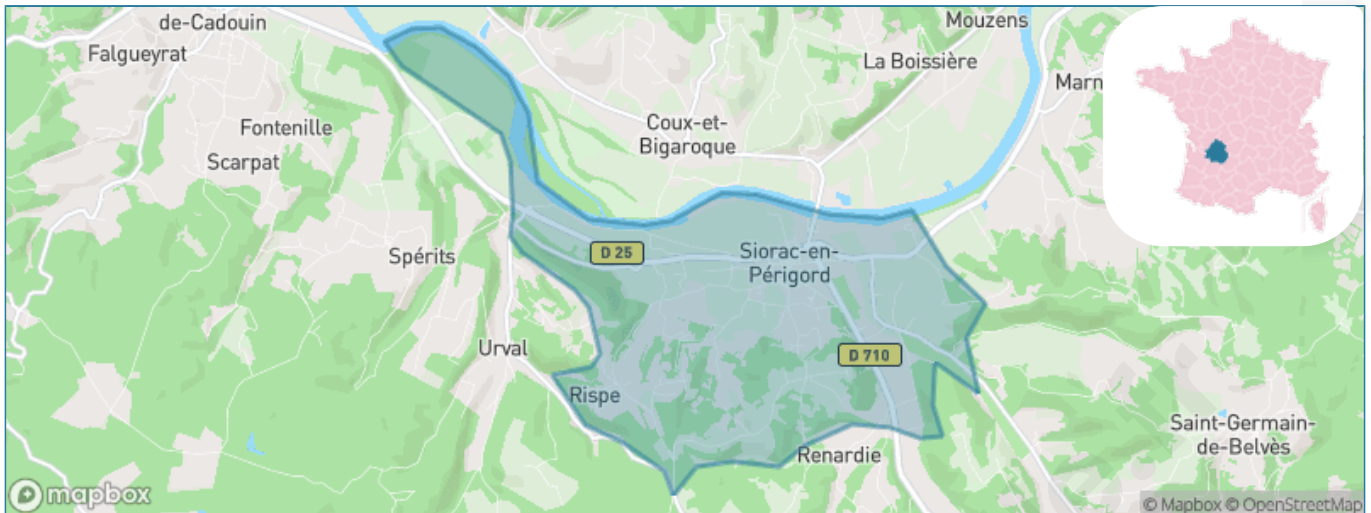 de-Cadouin
Falgueyrat
Mouzens
La Boissière
Marn
Fontenille
Scarpat
Coux-et-
Bigaroque
Spérits
D 25
Siorac-en-
Périgord
Urval
D 710
Rispe
Renardie
Saint-Germain-
de-Belvès
mapbox
© Mapbox © OpenStreetMap